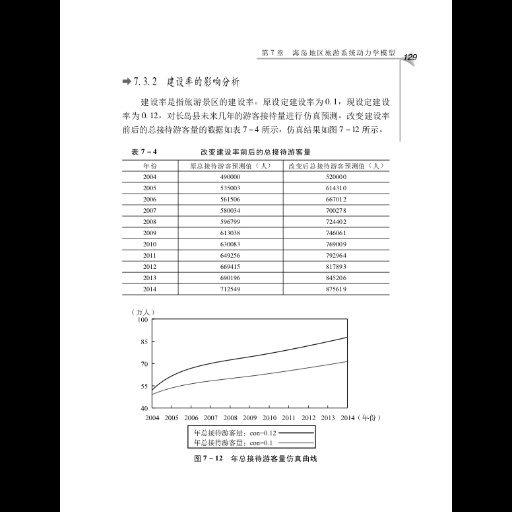 第7章 海岛地区旅游系统动力学模型
129
7.3.2 建设率的影响分析
建设率是指旅游景区的建设率，原设定建设率为0.1，现设定建设
率为0.12，对长岛县未来几年的游客接待量进行仿真预测，改变建设率
前后的总接待游客量的数据如表7-4所示，仿真结果如图7-12所示。
表7-4 改变建设率前后的总接待游客量
年份 原总接待游客预测值（人） 改变后总接待游客预测值（人）
2004 490000 520000
2005 535003 614310
2006 561506 667012
2007 580034 700278
2008 596799 724402
2009 613038 746061
2010 630083 769009
2011 649256 792964
2012 669415 817893
2013 690196 845206
2014 712549 875619
（万人）
100
85
70
55
40
2004 2005 2006 2007 2008 2009 2010 2011 2012 2013 2014（年份）
年总接待游客量：con=0.12
年总接待游客量：con=0.1
图7-12 年总接待游客量仿真曲线